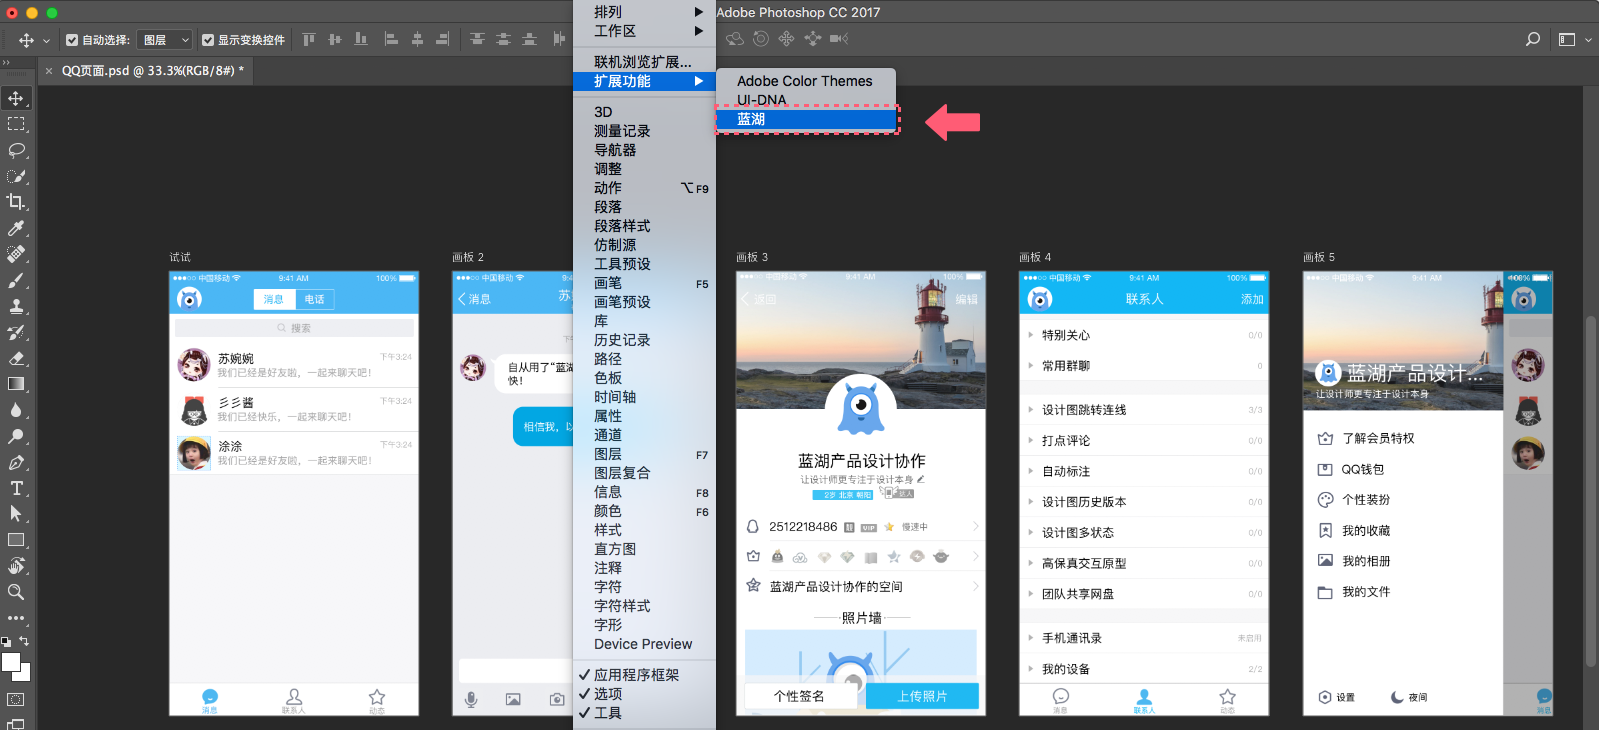 Adobe Photoshop CC 2017
自动选择:
图层
显示变换控件
QQ页面.psd @ 33.3%(RGB/8#) *
排列
工作区
联机浏览扩展...
扩展功能
Adobe Color Themes
UI-DNA
蓝湖
3D
测量记录
导航器
调整
动作 ⌥F9
段落
段落样式
仿制源
工具预设
画笔 F5
画笔预设
库
历史记录
路径
色板
时间轴
属性
通道
图层 F7
图层复合
信息 F8
颜色 F6
样式
直方图
注释
字符
字符样式
字形
Device Preview
✓ 应用程序框架
✓ 选项
✓ 工具
试试
中国移动 9:41 AM 100%
消息 电话
搜索
苏婉婉 下午3:24
我们已经是好友啦，一起来聊天吧!
彡彡酱 下午3:24
我们已经快乐，一起来聊天吧!
涂涂 下午3:24
我们已经是好友啦，一起来聊天吧!
消息 联系人 动态
画板 2
中国移动 9:4
消息
自从用了“蓝湖
快!
相信我，以
画板 3
中国移动 9:41 AM 100%
返回 编辑
蓝湖产品设计协作
让设计师更专注于设计本身
2岁 北京 朝阳
达人
2512218486 VIP 慢速中
蓝湖产品设计协作的空间
照片墙
个性签名 上传照片
画板 4
中国移动 9:41 AM 100%
联系人 添加
特别关心 0/0
常用群聊 0
设计图跳转连线 3/3
打点评论 0/0
自动标注 0/0
设计图历史版本 0/0
设计图多状态 0/0
高保真交互原型 0/0
团队共享网盘 0/0
手机通讯录 未启用
我的设备 2/2
消息 联系人 动态
画板 5
中国移动 9:41 AM
蓝湖产品设计...
让设计师更专注于设计本身
了解会员特权
QQ钱包
个性装扮
我的收藏
我的相册
我的文件
设置 夜间
消息